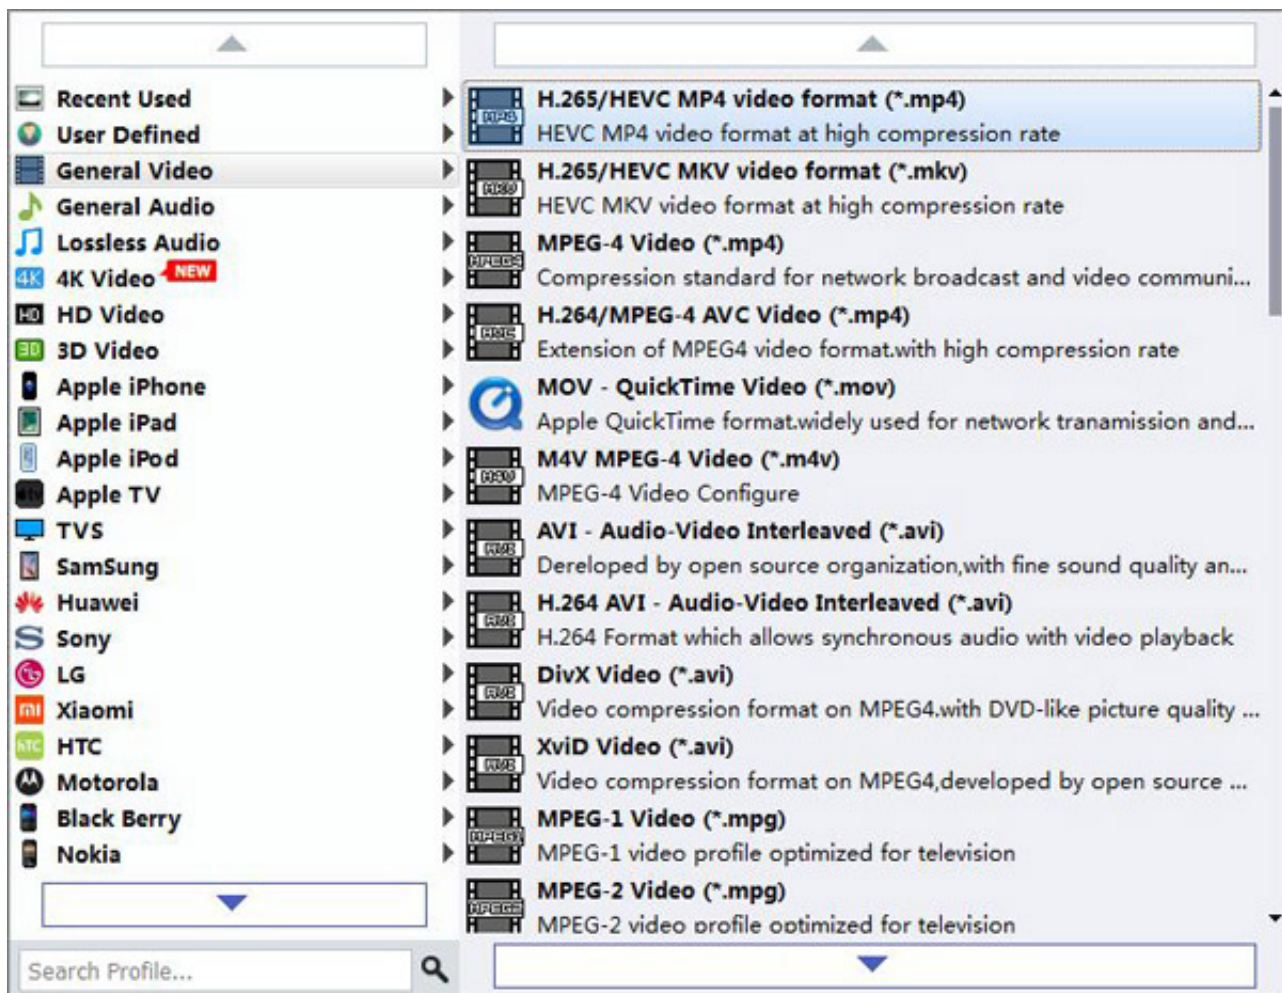 Recent Used
User Defined
General Video
General Audio
Lossless Audio
4K Video NEW
HD Video
3D Video
Apple iPhone
Apple iPad
Apple iPod
Apple TV
TVS
SamSung
Huawei
Sony
LG
Xiaomi
HTC
Motorola
Black Berry
Nokia
Search Profile...
H.265/HEVC MP4 video format (*.mp4)
HEVC MP4 video format at high compression rate
H.265/HEVC MKV video format (*.mkv)
HEVC MKV video format at high compression rate
MPEG-4 Video (*.mp4)
Compression standard for network broadcast and video communi...
H.264/MPEG-4 AVC Video (*.mp4)
Extension of MPEG4 video format.with high compression rate
MOV - QuickTime Video (*.mov)
Apple QuickTime format.widely used for network tranamission and...
M4V MPEG-4 Video (*.m4v)
MPEG-4 Video Configure
AVI - Audio-Video Interleaved (*.avi)
Dereloped by open source organization,with fine sound quality an...
H.264 AVI - Audio-Video Interleaved (*.avi)
H.264 Format which allows synchronous audio with video playback
DivX Video (*.avi)
Video compression format on MPEG4.with DVD-like picture quality ...
XviD Video (*.avi)
Video compression format on MPEG4,developed by open source ...
MPEG-1 Video (*.mpg)
MPEG-1 video profile optimized for television
MPEG-2 Video (*.mpg)
MPEG-2 video profile optimized for television